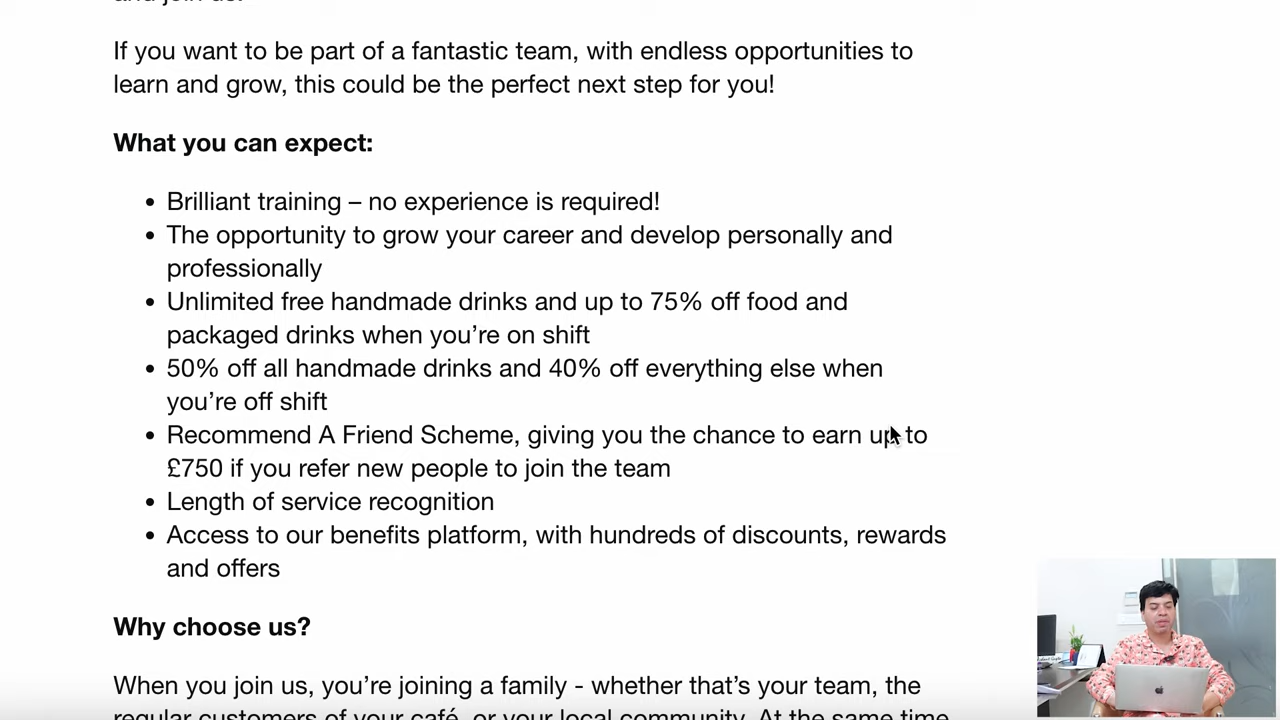 and join us!
If you want to be part of a fantastic team, with endless opportunities to
learn and grow, this could be the perfect next step for you!
What you can expect:
• Brilliant training – no experience is required!
• The opportunity to grow your career and develop personally and
professionally
• Unlimited free handmade drinks and up to 75% off food and
packaged drinks when you’re on shift
• 50% off all handmade drinks and 40% off everything else when
you’re off shift
• Recommend A Friend Scheme, giving you the chance to earn up to
£750 if you refer new people to join the team
• Length of service recognition
• Access to our benefits platform, with hundreds of discounts, rewards
and offers
Why choose us?
When you join us, you’re joining a family - whether that’s your team, the
regular customers of your café, or your local community. At the same time